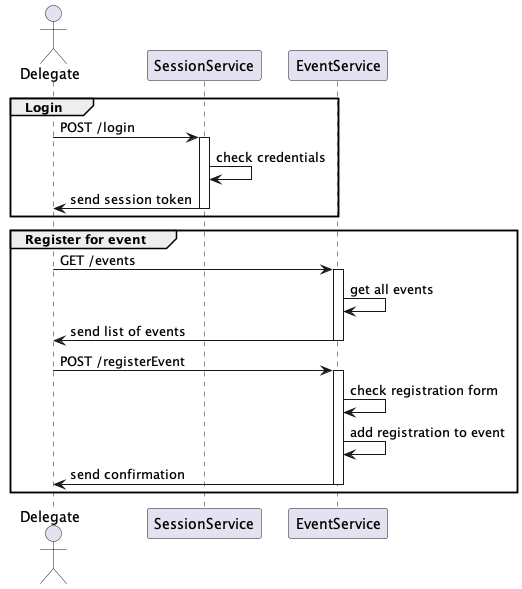 Delegate
SessionService
EventService
Login
POST /login
check credentials
send session token
Register for event
GET /events
get all events
send list of events
POST /registerEvent
check registration form
add registration to event
send confirmation
Delegate
SessionService
EventService